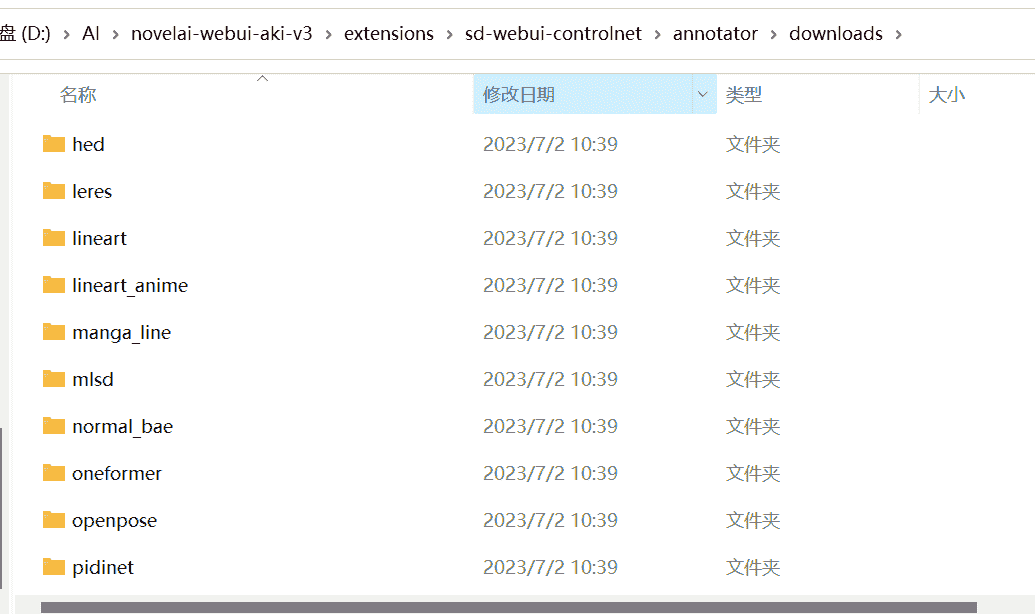 盘 (D:) › AI › novelai-webui-aki-v3 › extensions › sd-webui-controlnet › annotator › downloads ›
名称 修改日期 类型 大小
hed 2023/7/2 10:39 文件夹
leres 2023/7/2 10:39 文件夹
lineart 2023/7/2 10:39 文件夹
lineart_anime 2023/7/2 10:39 文件夹
manga_line 2023/7/2 10:39 文件夹
mlsd 2023/7/2 10:39 文件夹
normal_bae 2023/7/2 10:39 文件夹
oneformer 2023/7/2 10:39 文件夹
openpose 2023/7/2 10:39 文件夹
pidinet 2023/7/2 10:39 文件夹